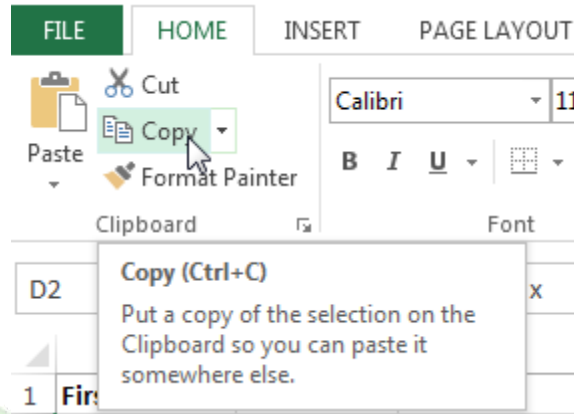 FILE HOME INSERT PAGE LAYOUT
Cut
Calibri 11
Copy
Paste
B I U
Format Painter
Clipboard Font
Copy (Ctrl+C)
D2 x
Put a copy of the selection on the
Clipboard so you can paste it
somewhere else.
1